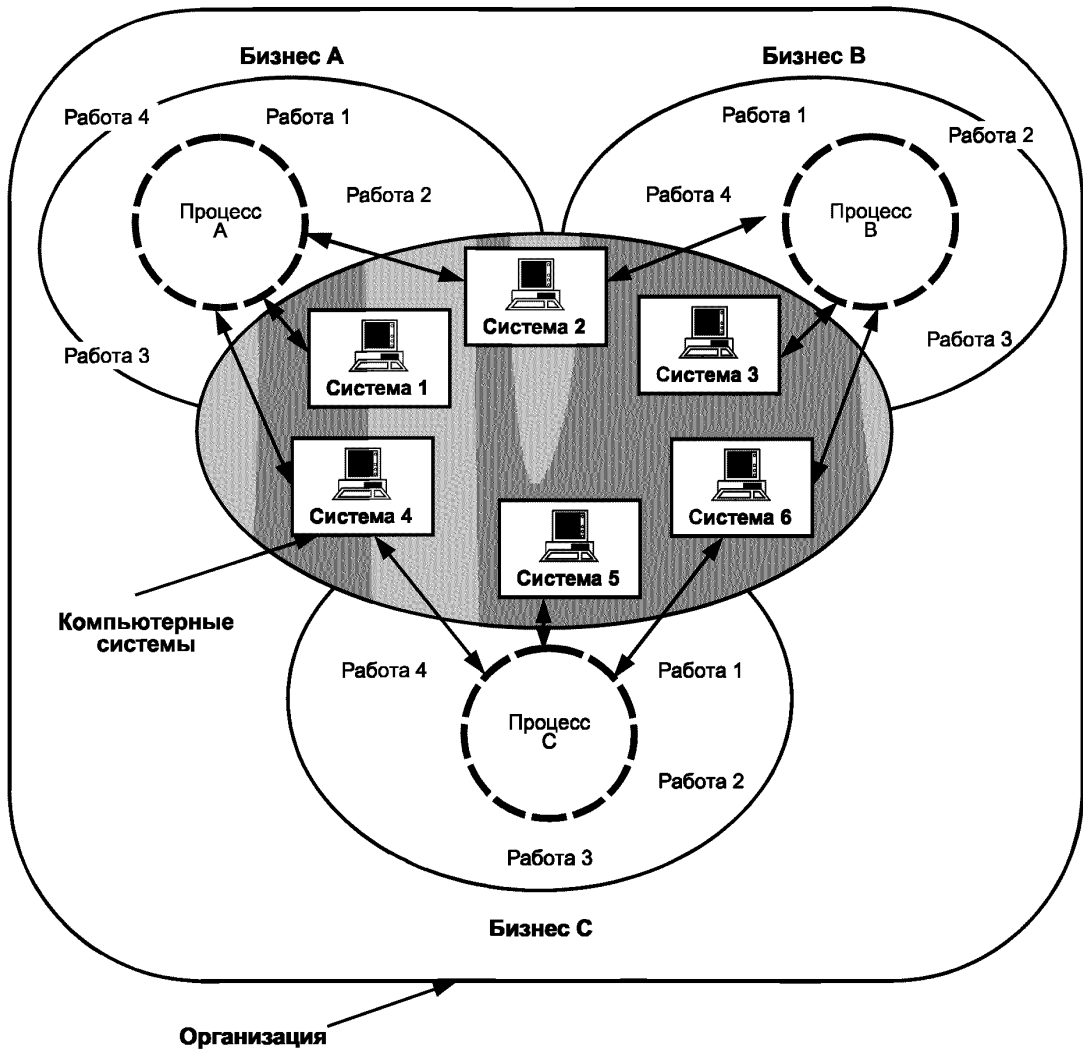 Бизнес А
Бизнес В
Работа 4
Работа 1
Работа 1
Работа 2
Процесс
А
Работа 2
Работа 4
Процесс
В
Система 2
Работа 3
Система 1
Система 3
Работа 3
Система 4
Система 5
Система 6
Компьютерные
системы
Работа 4
Работа 1
Процесс
С
Работа 2
Работа 3
Бизнес С
Организация